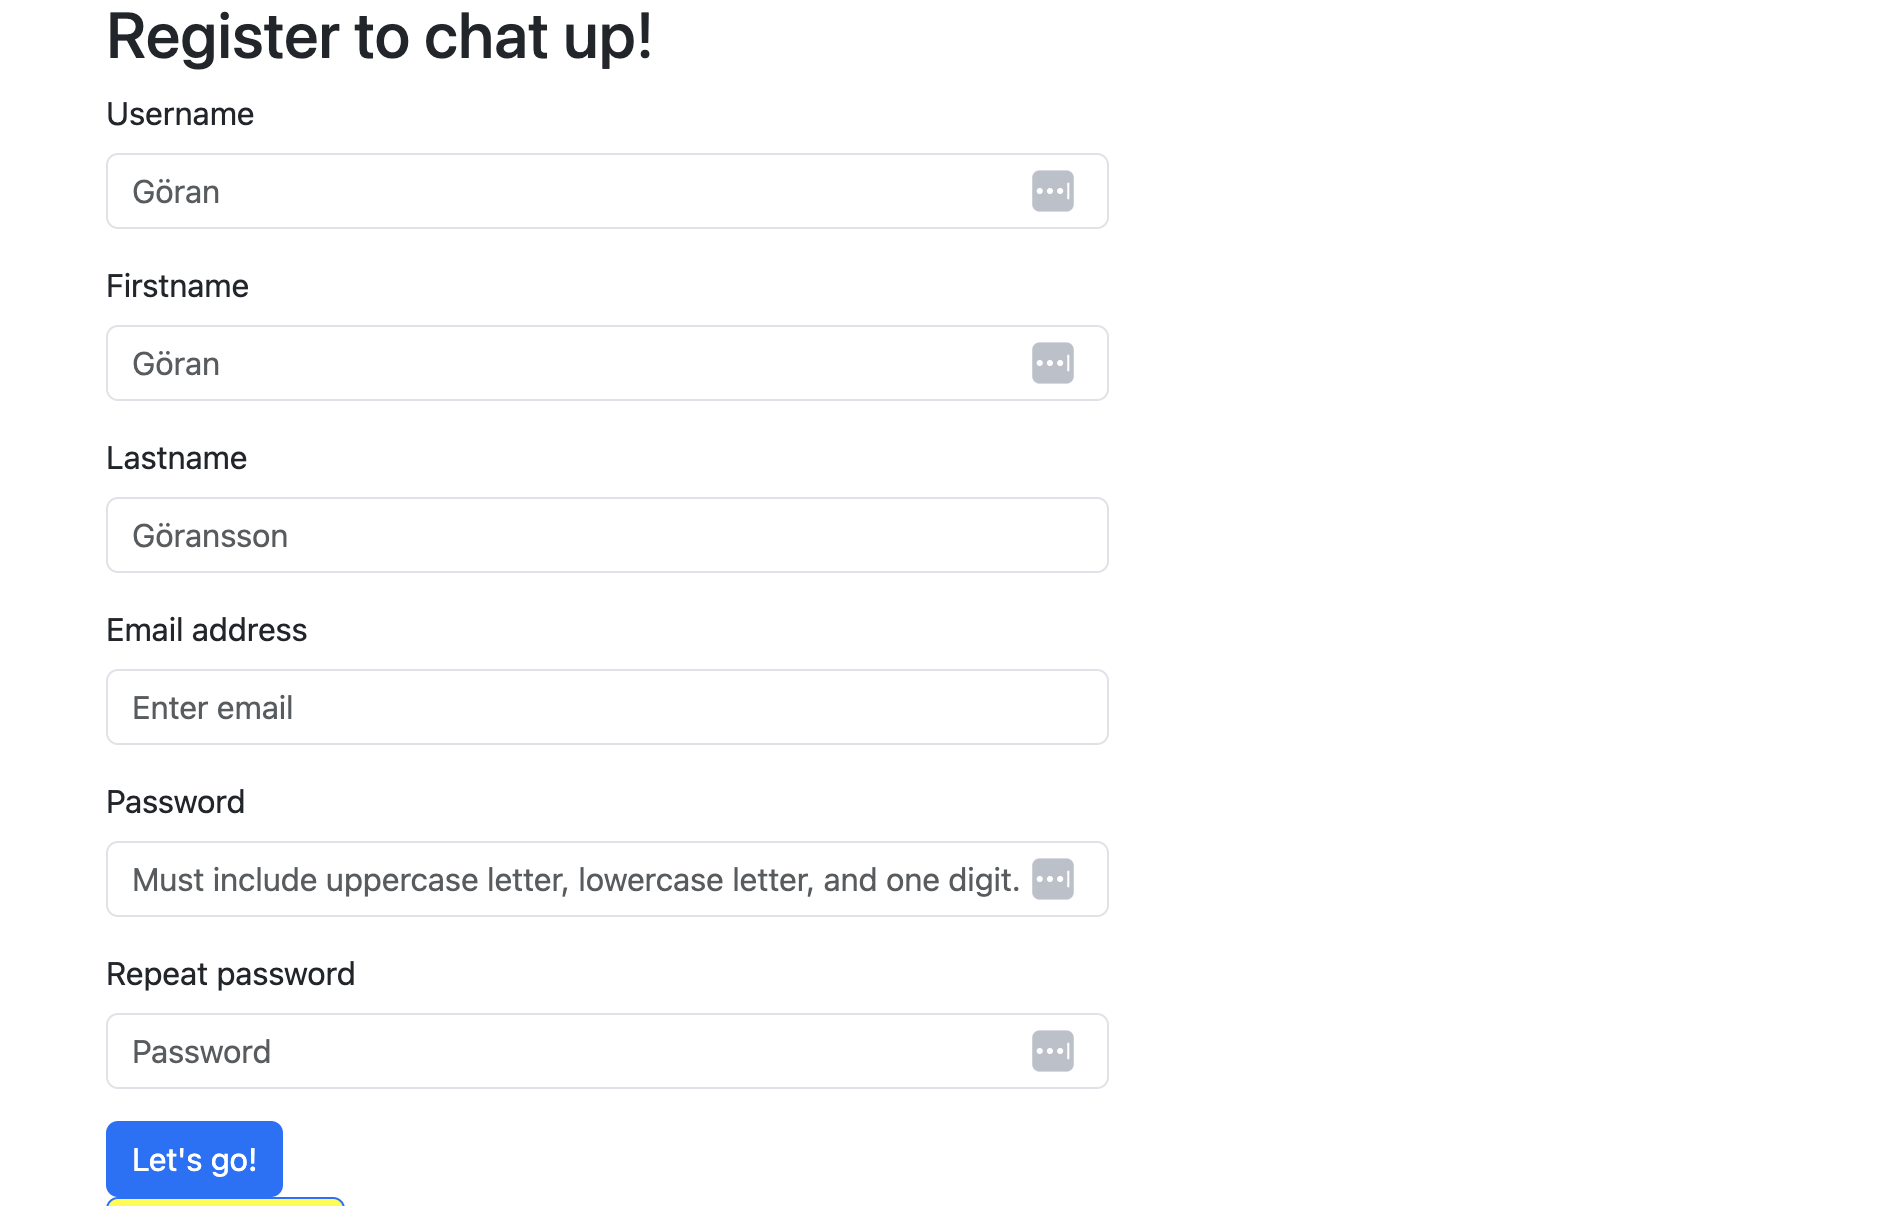 Register to chat up!
Username
Göran
Firstname
Göran
Lastname
Göransson
Email address
Enter email
Password
Must include uppercase letter, lowercase letter, and one digit.
Repeat password
Password
Let's go!